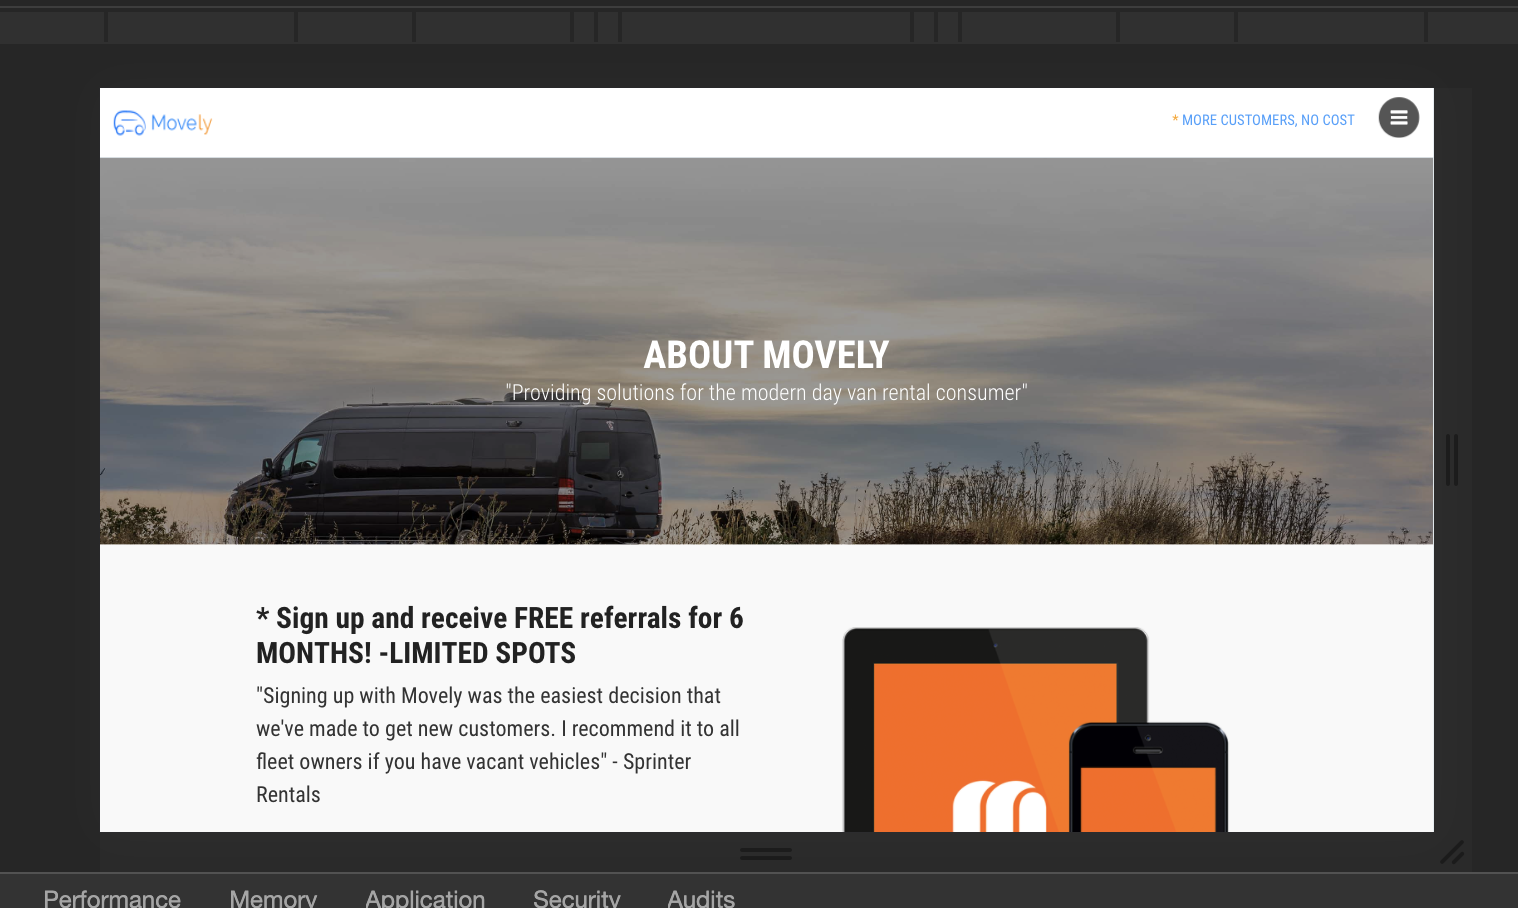 Movely
* MORE CUSTOMERS, NO COST
ABOUT MOVELY
"Providing solutions for the modern day van rental consumer"
* Sign up and receive FREE referrals for 6
MONTHS! -LIMITED SPOTS
"Signing up with Movely was the easiest decision that
we've made to get new customers. I recommend it to all
fleet owners if you have vacant vehicles" - Sprinter
Rentals
Performance Memory Application Security Audits